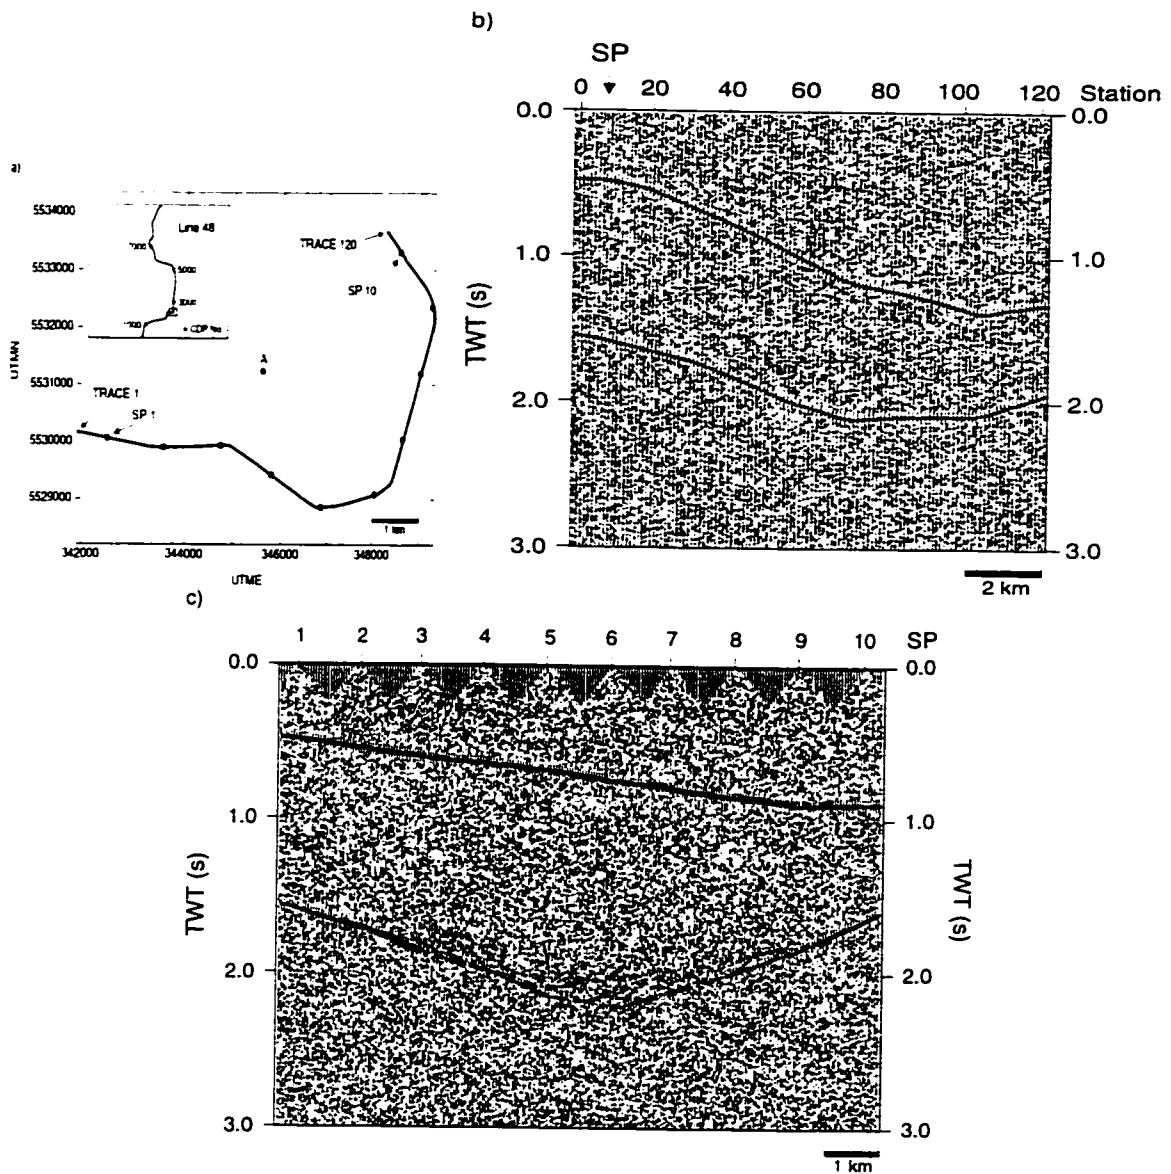 b)
SP
0 20 40 60 80 100 120 Station
0.0 0.0
1.0 1.0
TWT (s)
2.0 2.0
3.0 3.0
2 km
a)
5534000
5533000
5532000
5531000
5530000
5529000
UTMN
Line 48
5000
TRACE 120
SP 10
A
TRACE 1
SP 1
1 km
342000 344000 346000 348000
UTME
c)
1 2 3 4 5 6 7 8 9 10 SP
0.0 0.0
1.0 1.0
TWT (s) TWT (s)
2.0 2.0
3.0 3.0
1 km